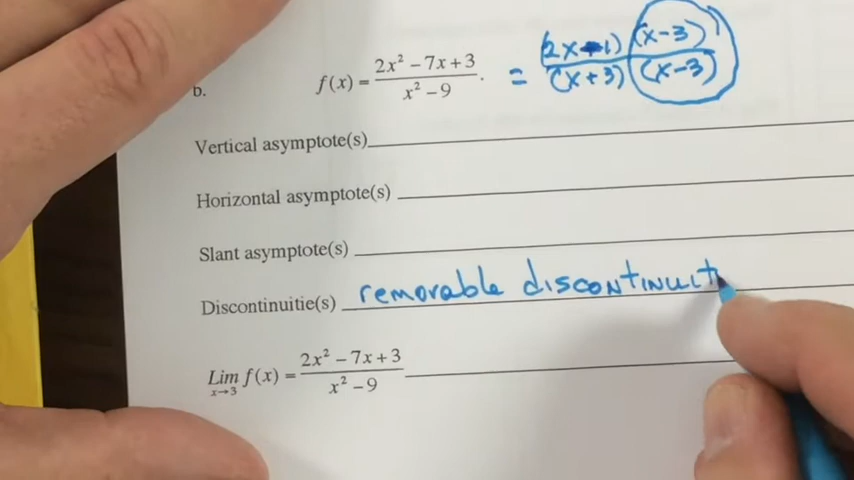 b. f(x) = 2x² − 7x + 3 / x² − 9 . = (2x-1) (x-3) / (x+3) (x-3)
Vertical asymptote(s)
Horizontal asymptote(s)
Slant asymptote(s)
Discontinuitie(s) removable discontinuit
Lim x→3 f(x) = 2x² − 7x + 3 / x² − 9